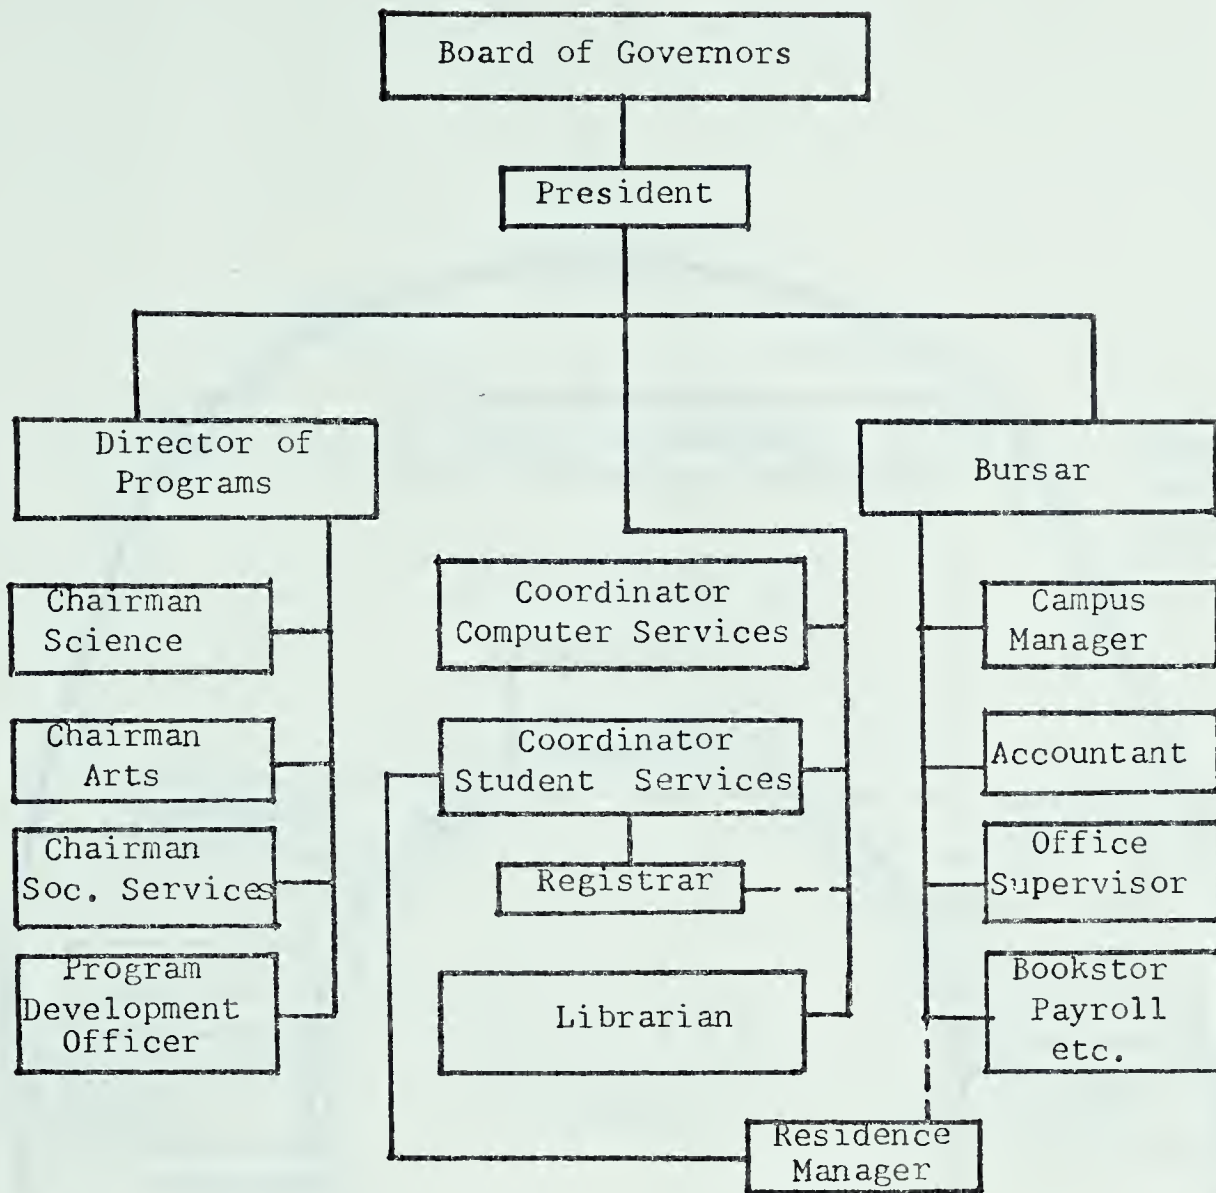 Board of Governors
President
Director of
Programs
Bursar
Chairman
Science
Chairman
Arts
Chairman
Soc. Services
Program
Development
Officer
Coordinator
Computer Services
Coordinator
Student Services
Registrar
Librarian
Campus
Manager
Accountant
Office
Supervisor
Bookstor
Payroll
etc.
Residence
Manager